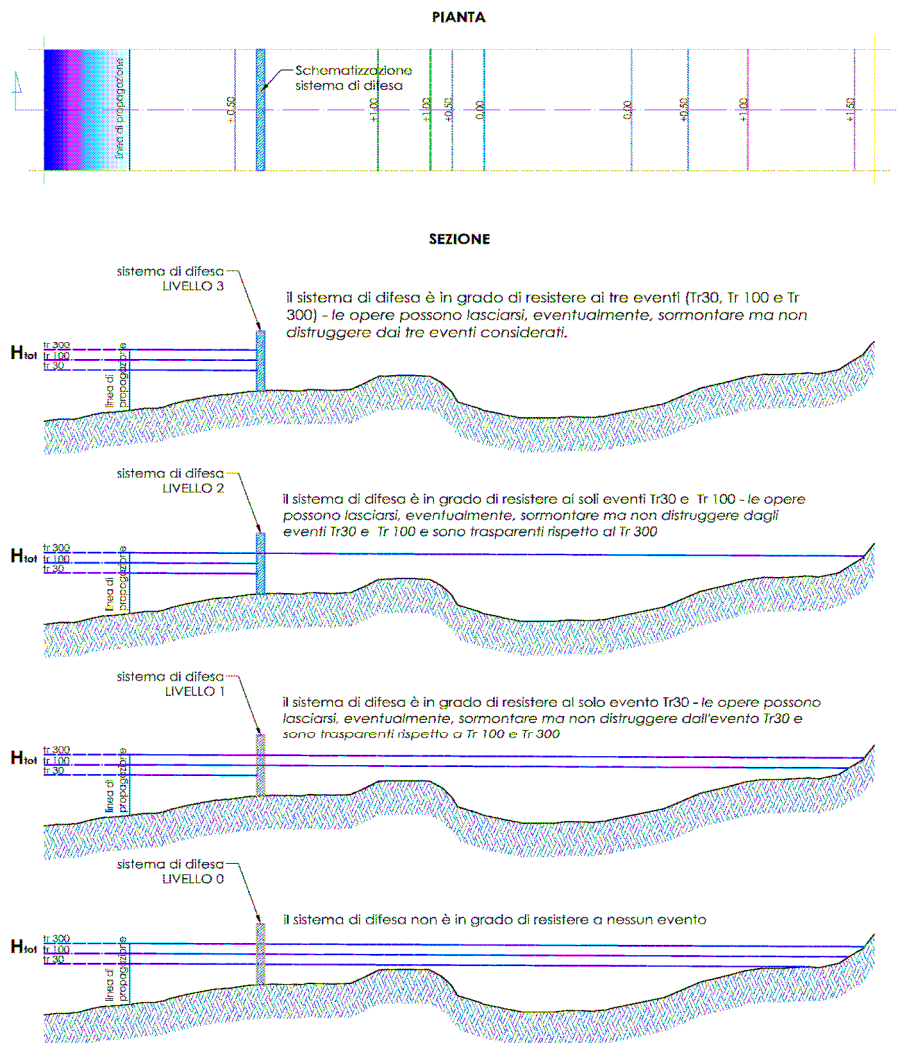 PIANTA
linea di propagazione
+0,50
Schematizzazione
sistema di difesa
+1,00
+1,00
+0,50
0,00
0,00
+0,50
+1,00
+1,50
SEZIONE
sistema di difesa
LIVELLO 3
il sistema di difesa è in grado di resistere ai tre eventi (Tr30, Tr 100 e Tr
300) - le opere possono lasciarsi, eventualmente, sormontare ma non
distruggere dai tre eventi considerati.
Htot
tr 300
tr 100
tr 30
linea di
propagazione
sistema di difesa
LIVELLO 2
il sistema di difesa è in grado di resistere ai soli eventi Tr30 e Tr 100 - le opere
possono lasciarsi, eventualmente, sormontare ma non distruggere dagli
eventi Tr30 e Tr 100 e sono trasparenti rispetto al Tr 300
Htot
tr 300
tr 100
tr 30
linea di
propagazione
sistema di difesa
LIVELLO 1
il sistema di difesa è in grado di resistere al solo evento Tr30 - le opere possono
lasciarsi, eventualmente, sormontare ma non distruggere dall'evento Tr30 e
sono trasparenti rispetto a Tr 100 e Tr 300
Htot
tr 300
tr 100
tr 30
linea di
propagazione
sistema di difesa
LIVELLO 0
il sistema di difesa non è in grado di resistere a nessun evento
Htot
tr 300
tr 100
tr 30
linea di
propagazione